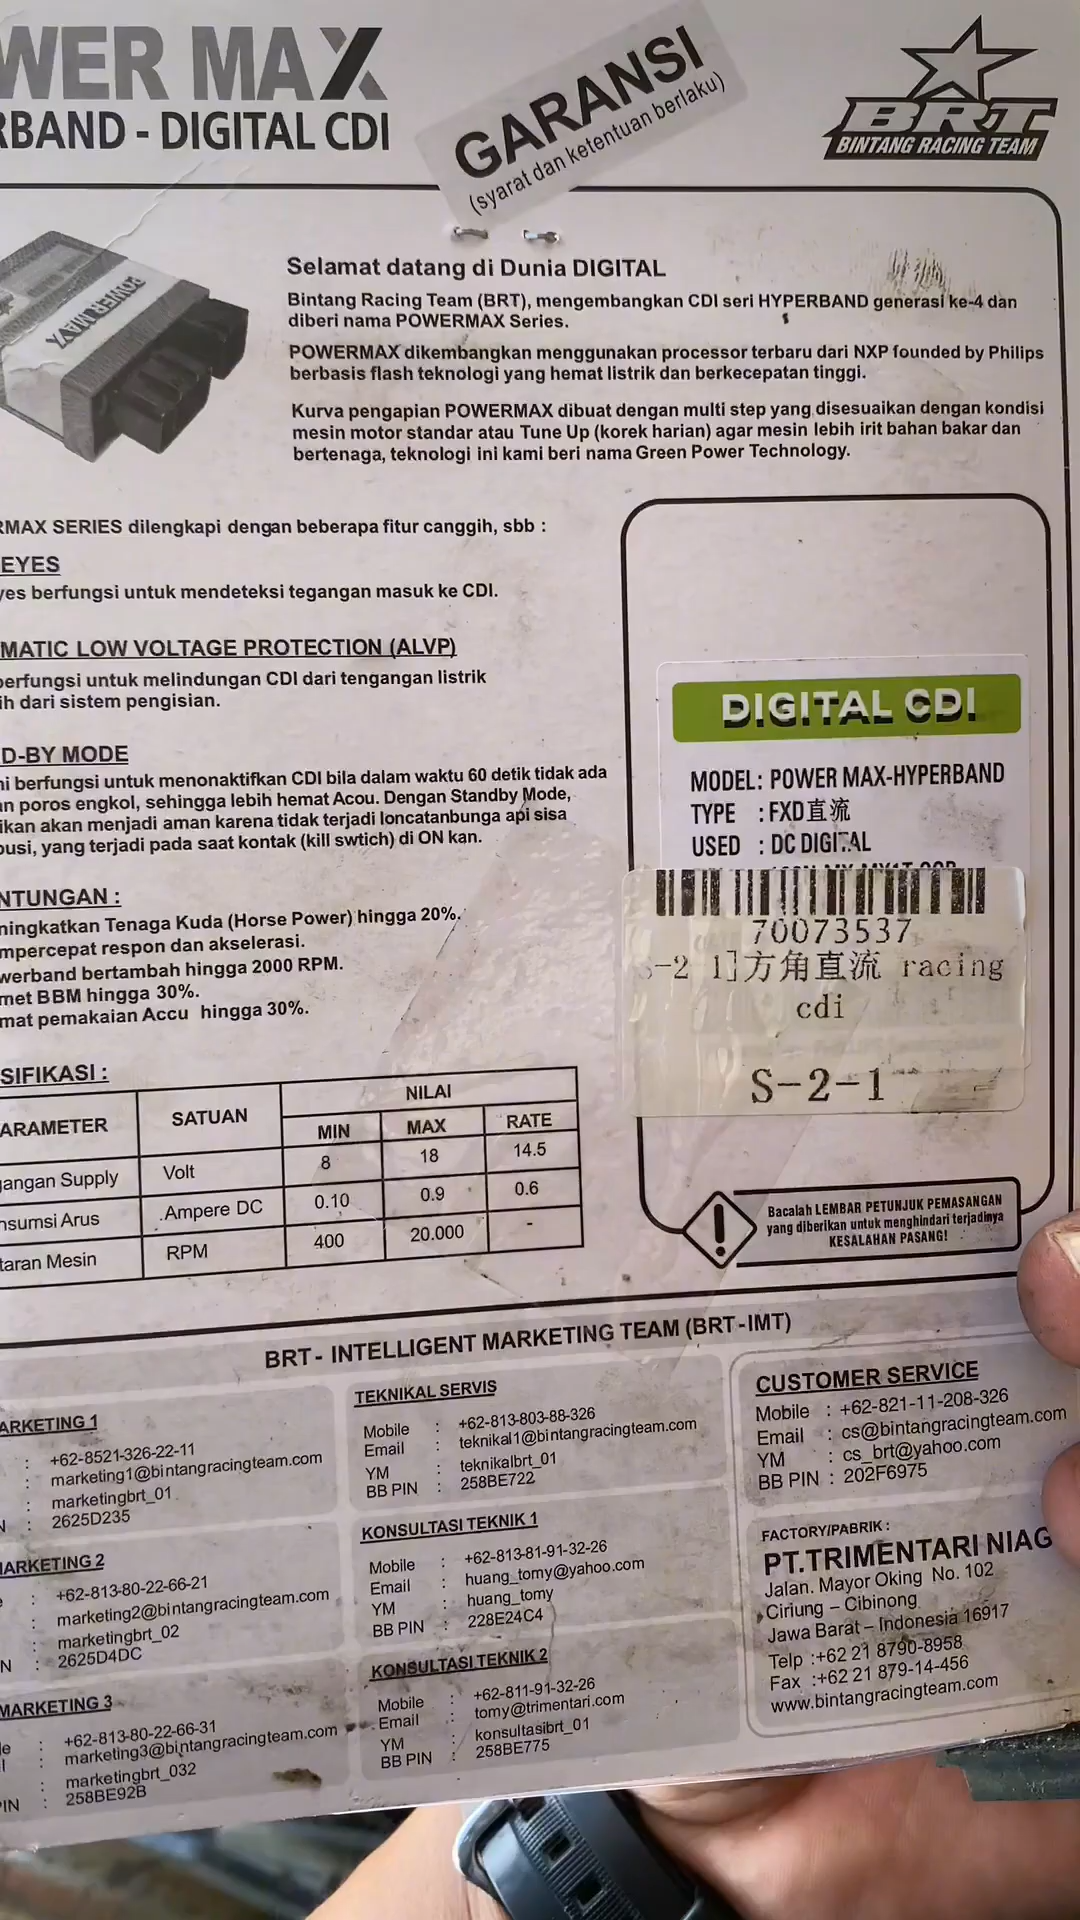 WER MAX
RBAND - DIGITAL CDI
GARANSI
(syarat dan ketentuan berlaku)
BRT
BINTANG RACING TEAM
POWER MAX
Selamat datang di Dunia DIGITAL
Bintang Racing Team (BRT), mengembangkan CDI seri HYPERBAND generasi ke-4 dan
diberi nama POWERMAX Series.
POWERMAX dikembangkan menggunakan processor terbaru dari NXP founded by Philips
berbasis flash teknologi yang hemat listrik dan berkecepatan tinggi.
Kurva pengapian POWERMAX dibuat dengan multi step yang disesuaikan dengan kondisi
mesin motor standar atau Tune Up (korek harian) agar mesin lebih irit bahan bakar dan
bertenaga, teknologi ini kami beri nama Green Power Technology.
RMAX SERIES dilengkapi dengan beberapa fitur canggih, sbb :
EYES
yes berfungsi untuk mendeteksi tegangan masuk ke CDI.
MATIC LOW VOLTAGE PROTECTION (ALVP)
berfungsi untuk melindungan CDI dari tengangan listrik
ih dari sistem pengisian.
D-BY MODE
ni berfungsi untuk menonaktifkan CDI bila dalam waktu 60 detik tidak ada
an poros engkol, sehingga lebih hemat Acou. Dengan Standby Mode,
ikan akan menjadi aman karena tidak terjadi loncatanbunga api sisa
busi, yang terjadi pada saat kontak (kill swtich) di ON kan.
NTUNGAN :
ningkatkan Tenaga Kuda (Horse Power) hingga 20%.
mpercepat respon dan akselerasi.
werband bertambah hingga 2000 RPM.
met BBM hingga 30%.
mat pemakaian Accu hingga 30%.
DIGITAL CDI
MODEL: POWER MAX-HYPERBAND
TYPE : FXD直流
USED : DC DIGITAL
70073537
S-2 1]方角直流 racing
cdi
S-2-1
SIFIKASI :
ARAMETER SATUAN NILAI
MIN MAX RATE
gangan Supply Volt 8 18 14.5
nsumsi Arus Ampere DC 0.10 0.9 0.6
taran Mesin RPM 400 20.000 -
Bacalah LEMBAR PETUNJUK PEMASANGAN
yang diberikan untuk menghindari terjadinya
KESALAHAN PASANG!
BRT - INTELLIGENT MARKETING TEAM (BRT-IMT)
ARKETING 1
: +62-8521-326-22-11
: marketing1@bintangracingteam.com
: marketingbrt_01
N : 2625D235
MARKETING 2
e : +62-813-80-22-66-21
: marketing2@bintangracingteam.com
: marketingbrt_02
N : 2625D4DC
MARKETING 3
le : +62-813-80-22-66-31
l : marketing3@bintangracingteam.com
: marketingbrt_032
PIN : 258BE92B
TEKNIKAL SERVIS
Mobile : +62-813-803-88-326
Email : teknikal1@bintangracingteam.com
YM : teknikalbrt_01
BB PIN : 258BE722
KONSULTASI TEKNIK 1
Mobile : +62-813-81-91-32-26
Email : huang_tomy@yahoo.com
YM : huang_tomy
BB PIN : 228E24C4
KONSULTASI TEKNIK 2
Mobile : +62-811-91-32-26
Email : tomy@trimentari.com
YM : konsultasibrt_01
BB PIN : 258BE775
CUSTOMER SERVICE
Mobile : +62-821-11-208-326
Email : cs@bintangracingteam.com
YM : cs_brt@yahoo.com
BB PIN : 202F6975
FACTORY/PABRIK :
PT.TRIMENTARI NIAG
Jalan. Mayor Oking No. 102
Ciriung – Cibinong
Jawa Barat – Indonesia 16917
Telp :+62 21 8790-8958
Fax :+62 21 879-14-456
www.bintangracingteam.com